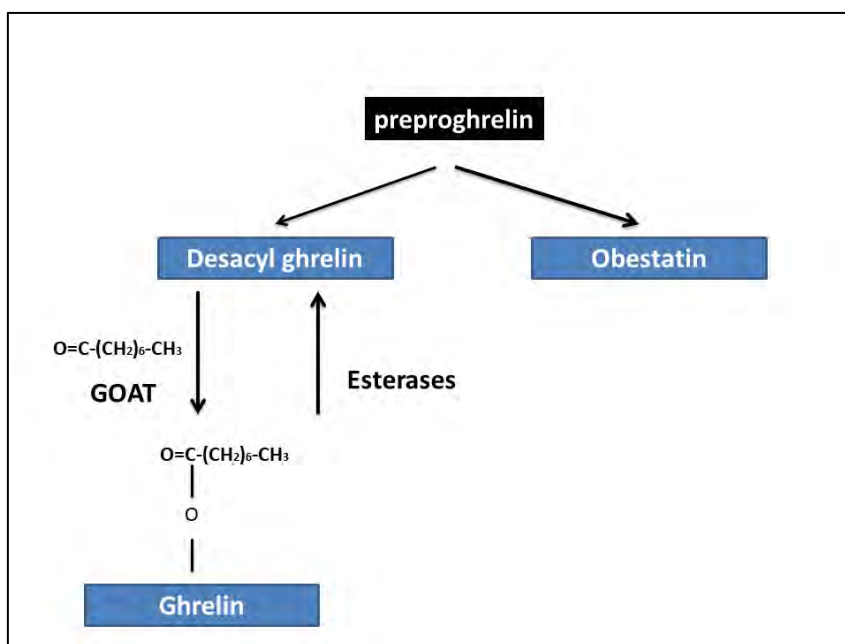 preproghrelin
Desacyl ghrelin
Obestatin
O=C-(CH₂)₆-CH₃
GOAT
Esterases
O=C-(CH₂)₆-CH₃
O
Ghrelin